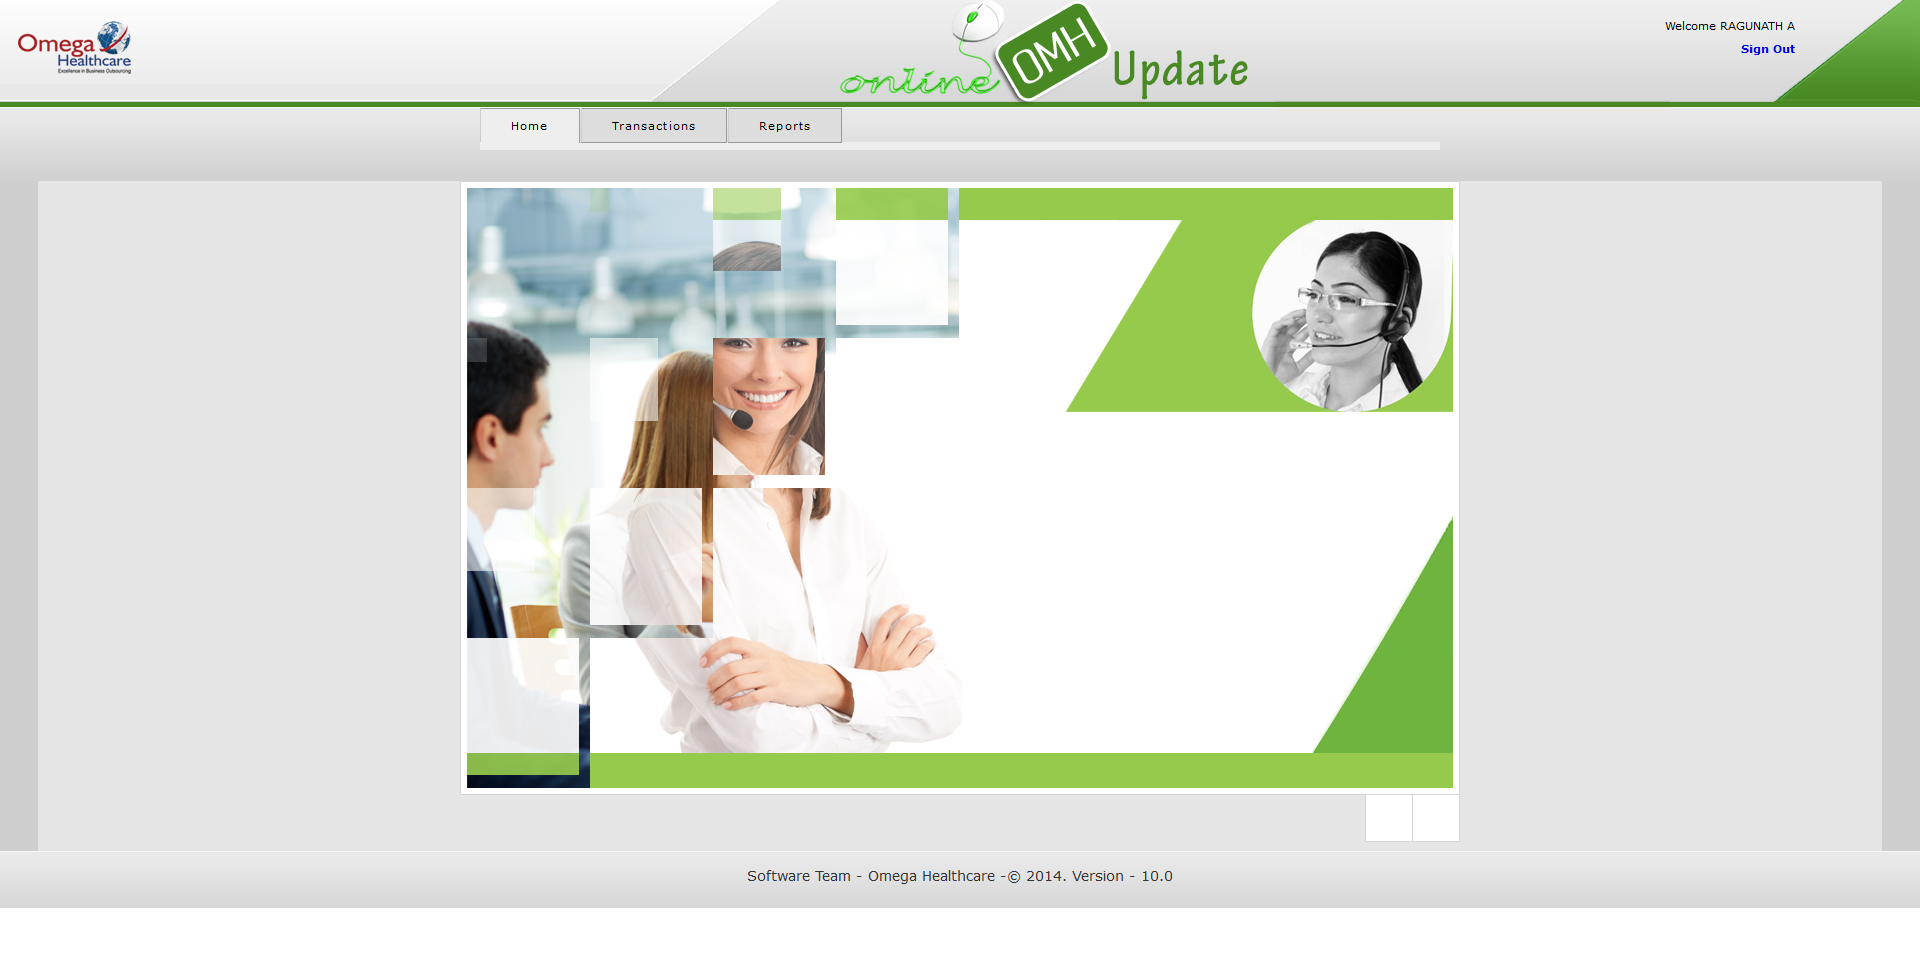 Omega
Healthcare
Excellence in Business Outsourcing
online OMH Update
Welcome RAGUNATH A
Sign Out
Home
Transactions
Reports
Software Team - Omega Healthcare -© 2014. Version - 10.0